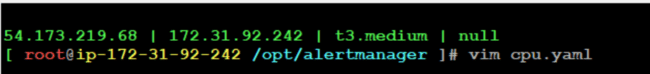 54.173.219.68 | 172.31.92.242 | t3.medium | null
[ root@ip-172-31-92-242 /opt/alertmanager ]# vim cpu.yaml